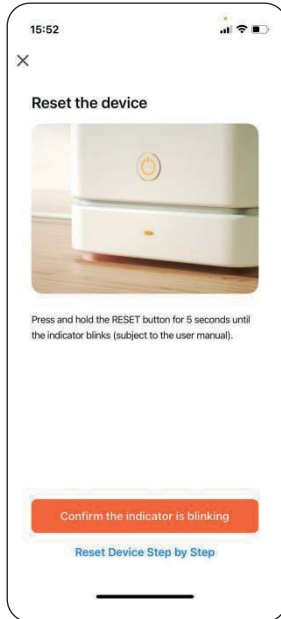 15:52
Reset the device
Press and hold the RESET button for 5 seconds until
the indicator blinks (subject to the user manual).
Confirm the indicator is blinking
Reset Device Step by Step